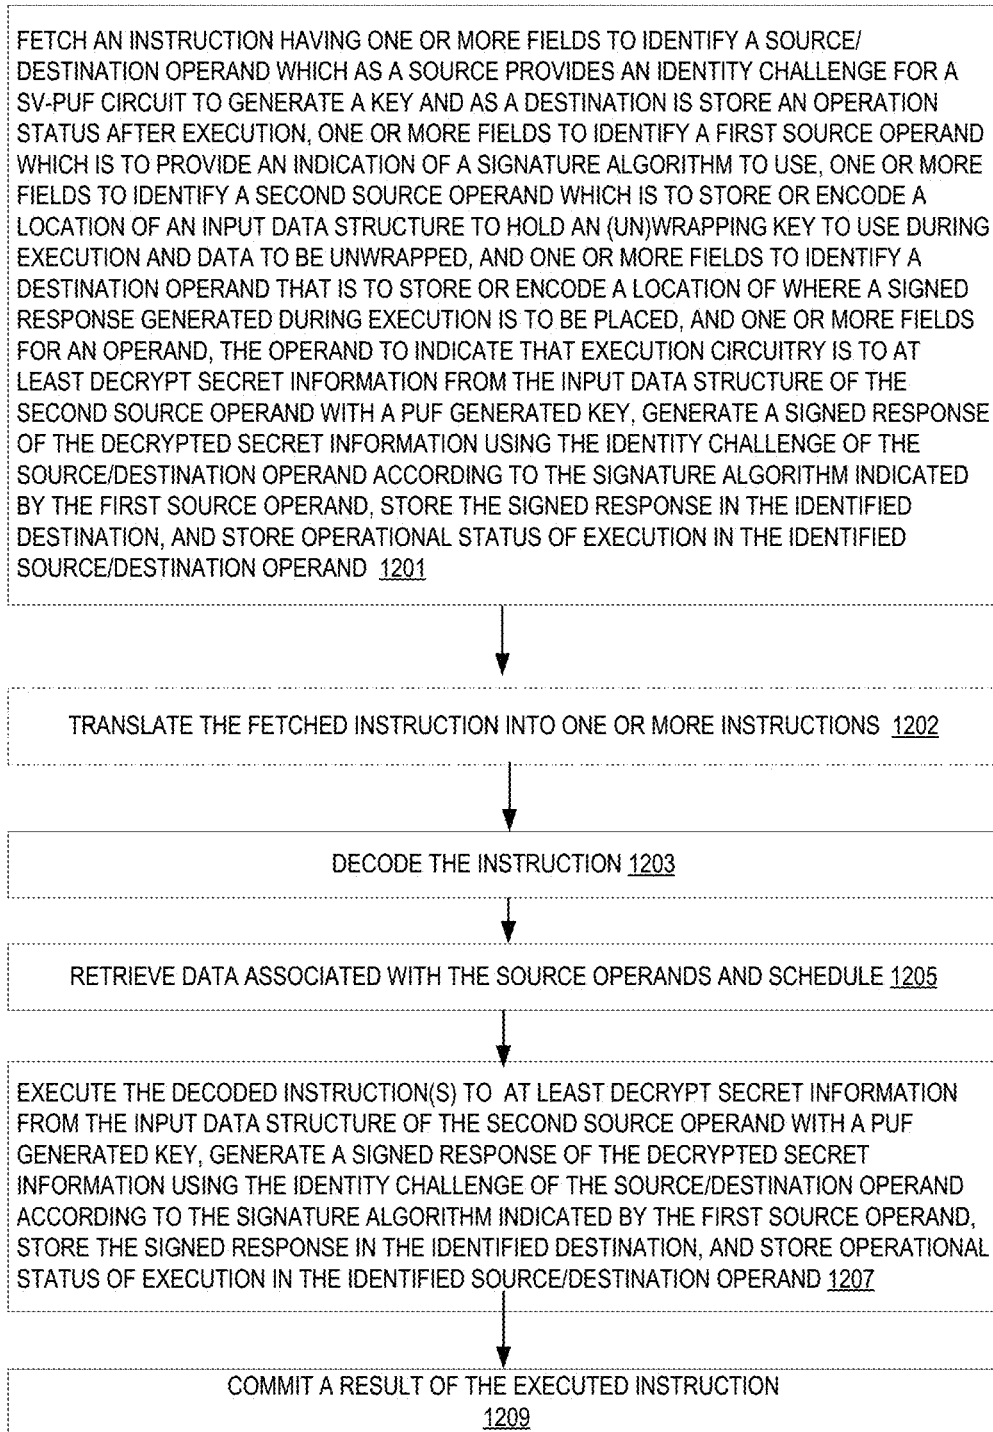 FETCH AN INSTRUCTION HAVING ONE OR MORE FIELDS TO IDENTIFY A SOURCE/
DESTINATION OPERAND WHICH AS A SOURCE PROVIDES AN IDENTITY CHALLENGE FOR A
SV-PUF CIRCUIT TO GENERATE A KEY AND AS A DESTINATION IS STORE AN OPERATION
STATUS AFTER EXECUTION, ONE OR MORE FIELDS TO IDENTIFY A FIRST SOURCE OPERAND
WHICH IS TO PROVIDE AN INDICATION OF A SIGNATURE ALGORITHM TO USE, ONE OR MORE
FIELDS TO IDENTIFY A SECOND SOURCE OPERAND WHICH IS TO STORE OR ENCODE A
LOCATION OF AN INPUT DATA STRUCTURE TO HOLD AN (UN)WRAPPING KEY TO USE DURING
EXECUTION AND DATA TO BE UNWRAPPED, AND ONE OR MORE FIELDS TO IDENTIFY A
DESTINATION OPERAND THAT IS TO STORE OR ENCODE A LOCATION OF WHERE A SIGNED
RESPONSE GENERATED DURING EXECUTION IS TO BE PLACED, AND ONE OR MORE FIELDS
FOR AN OPERAND, THE OPERAND TO INDICATE THAT EXECUTION CIRCUITRY IS TO AT
LEAST DECRYPT SECRET INFORMATION FROM THE INPUT DATA STRUCTURE OF THE
SECOND SOURCE OPERAND WITH A PUF GENERATED KEY, GENERATE A SIGNED RESPONSE
OF THE DECRYPTED SECRET INFORMATION USING THE IDENTITY CHALLENGE OF THE
SOURCE/DESTINATION OPERAND ACCORDING TO THE SIGNATURE ALGORITHM INDICATED
BY THE FIRST SOURCE OPERAND, STORE THE SIGNED RESPONSE IN THE IDENTIFIED
DESTINATION, AND STORE OPERATIONAL STATUS OF EXECUTION IN THE IDENTIFIED
SOURCE/DESTINATION OPERAND 1201
TRANSLATE THE FETCHED INSTRUCTION INTO ONE OR MORE INSTRUCTIONS 1202
DECODE THE INSTRUCTION 1203
RETRIEVE DATA ASSOCIATED WITH THE SOURCE OPERANDS AND SCHEDULE 1205
EXECUTE THE DECODED INSTRUCTION(S) TO AT LEAST DECRYPT SECRET INFORMATION
FROM THE INPUT DATA STRUCTURE OF THE SECOND SOURCE OPERAND WITH A PUF
GENERATED KEY, GENERATE A SIGNED RESPONSE OF THE DECRYPTED SECRET
INFORMATION USING THE IDENTITY CHALLENGE OF THE SOURCE/DESTINATION OPERAND
ACCORDING TO THE SIGNATURE ALGORITHM INDICATED BY THE FIRST SOURCE OPERAND,
STORE THE SIGNED RESPONSE IN THE IDENTIFIED DESTINATION, AND STORE OPERATIONAL
STATUS OF EXECUTION IN THE IDENTIFIED SOURCE/DESTINATION OPERAND 1207
COMMIT A RESULT OF THE EXECUTED INSTRUCTION
1209